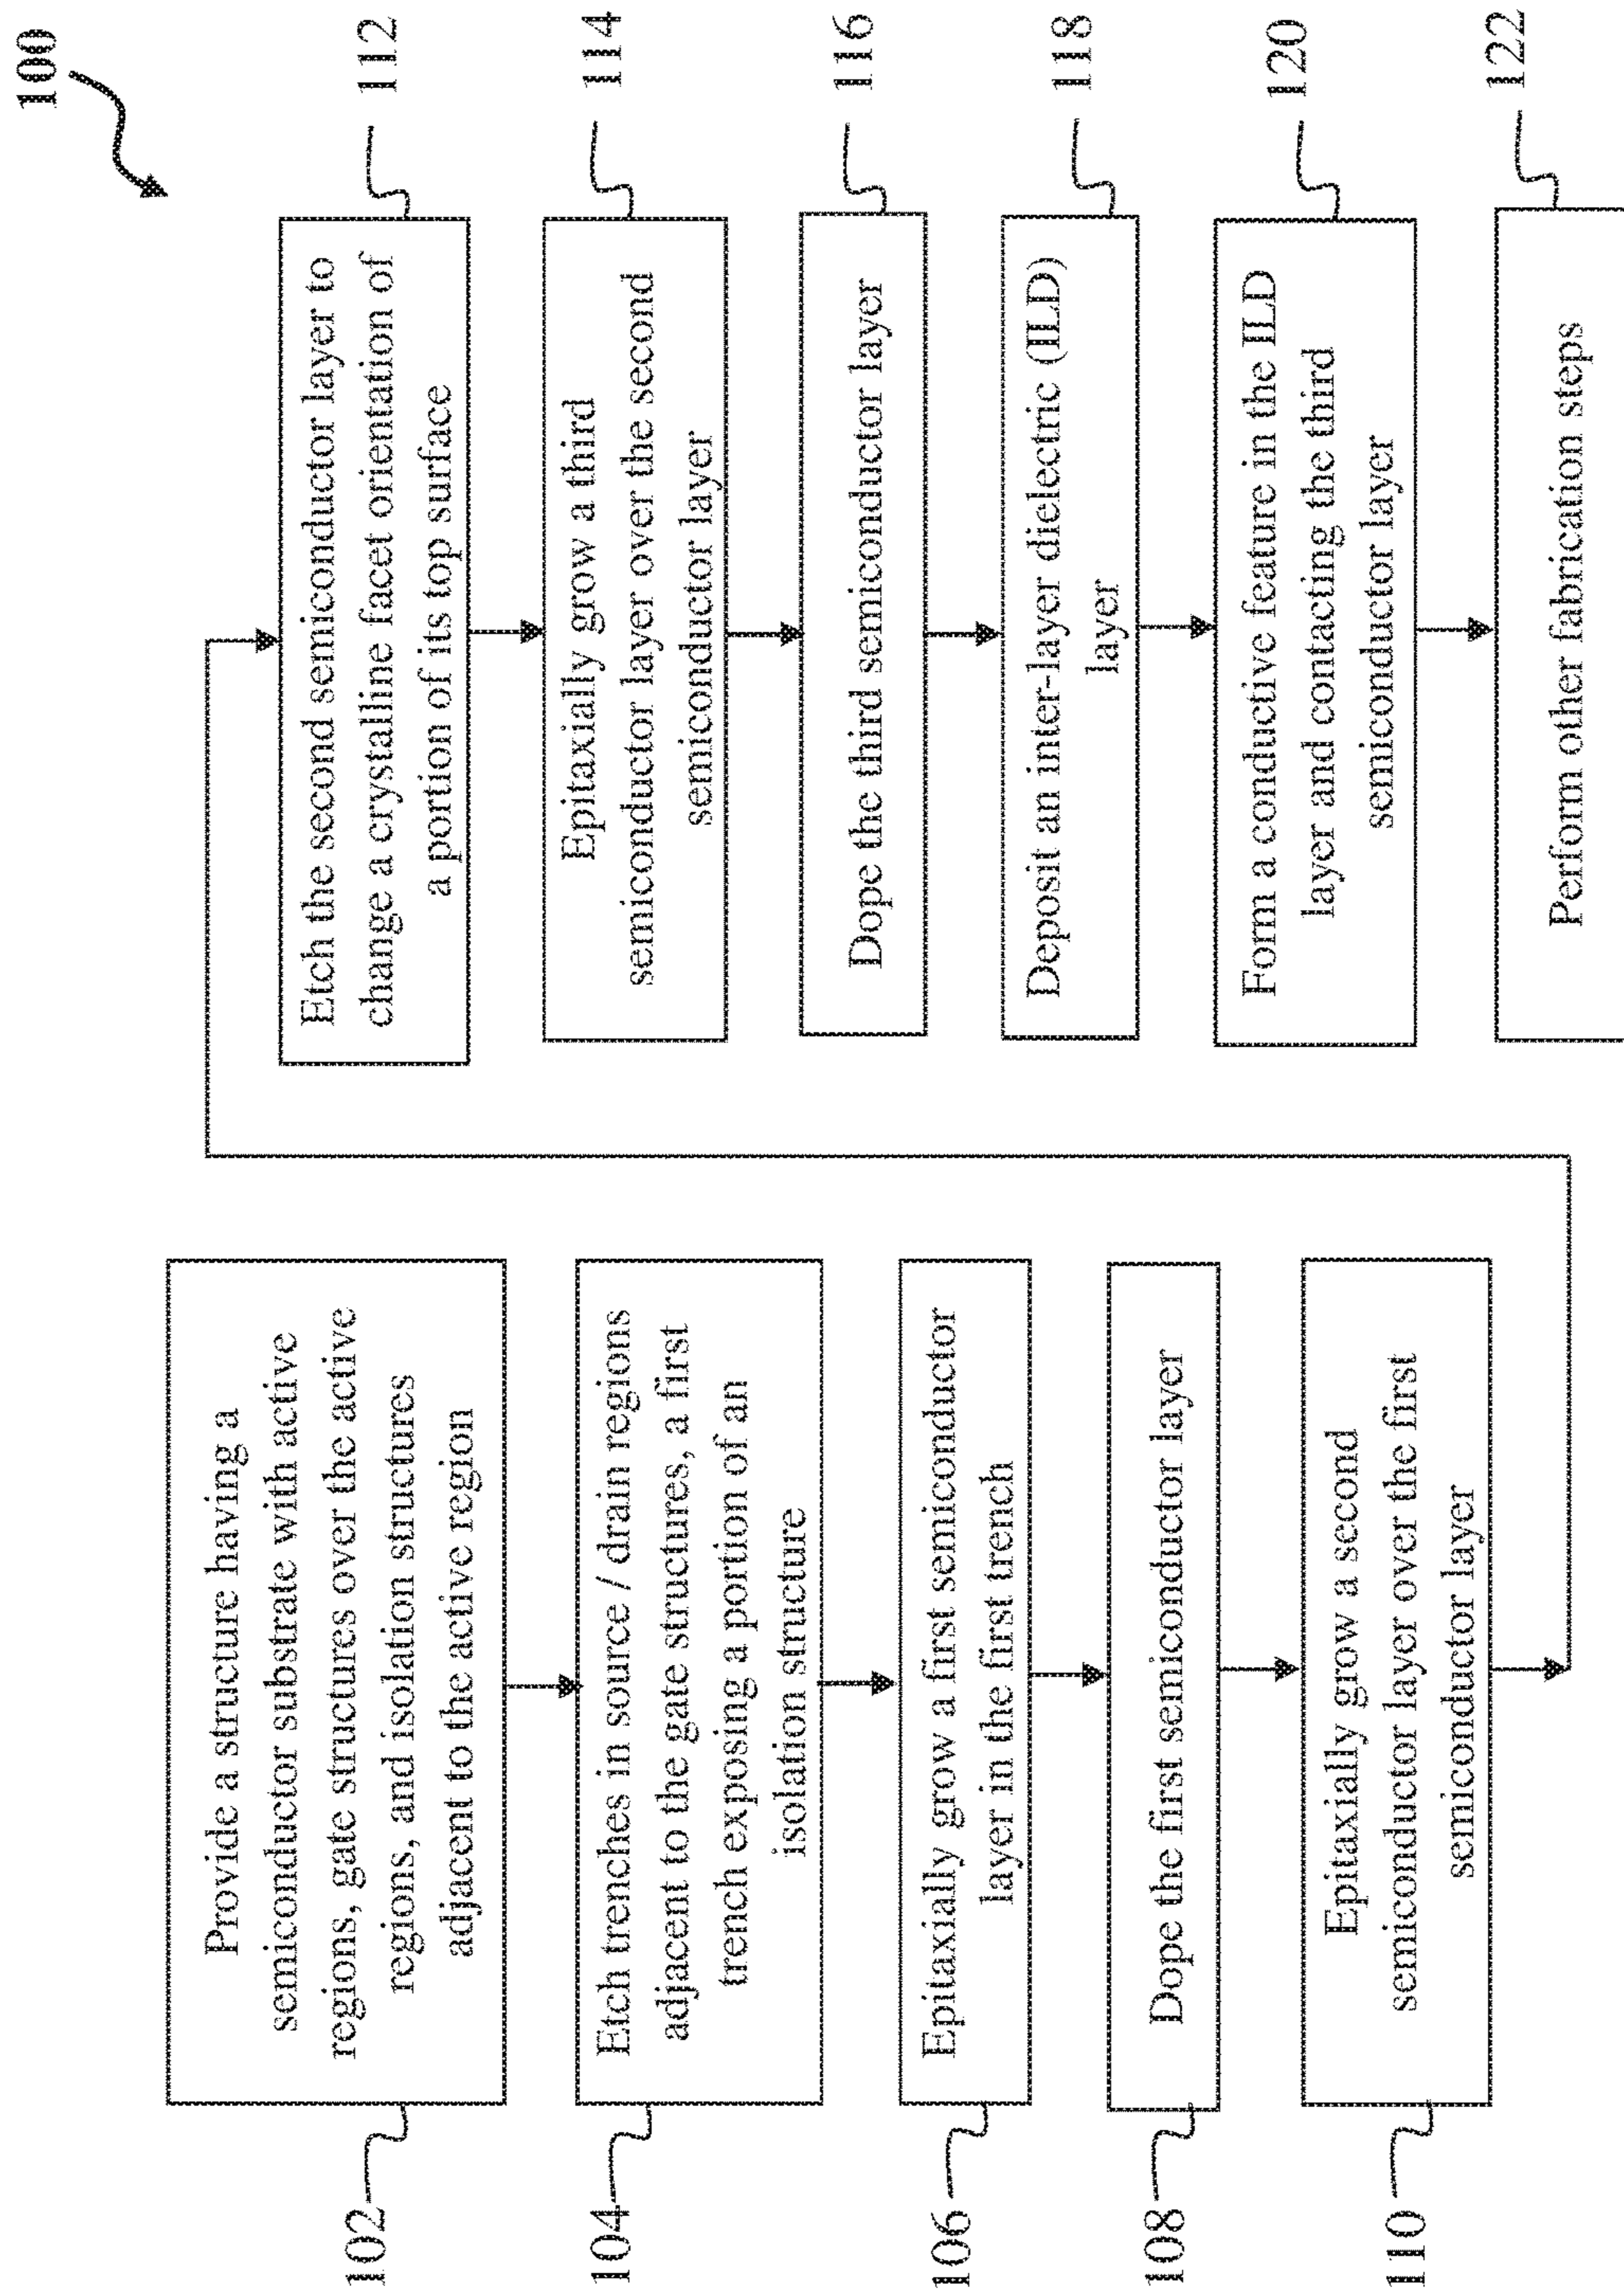 100
102
Provide a structure having a
semiconductor substrate with active
regions, gate structures over the active
regions, and isolation structures
adjacent to the active region
104
Etch trenches in source / drain regions
adjacent to the gate structures, a first
trench exposing a portion of an
isolation structure
106
Epitaxially grow a first semiconductor
layer in the first trench
108
Dope the first semiconductor layer
110
Epitaxially grow a second
semiconductor layer over the first
semiconductor layer
112
Etch the second semiconductor layer to
change a crystalline facet orientation of
a portion of its top surface
114
Epitaxially grow a third
semiconductor layer over the second
semiconductor layer
116
Dope the third semiconductor layer
118
Deposit an inter-layer dielectric (ILD)
layer
120
Form a conductive feature in the ILD
layer and contacting the third
semiconductor layer
122
Perform other fabrication steps